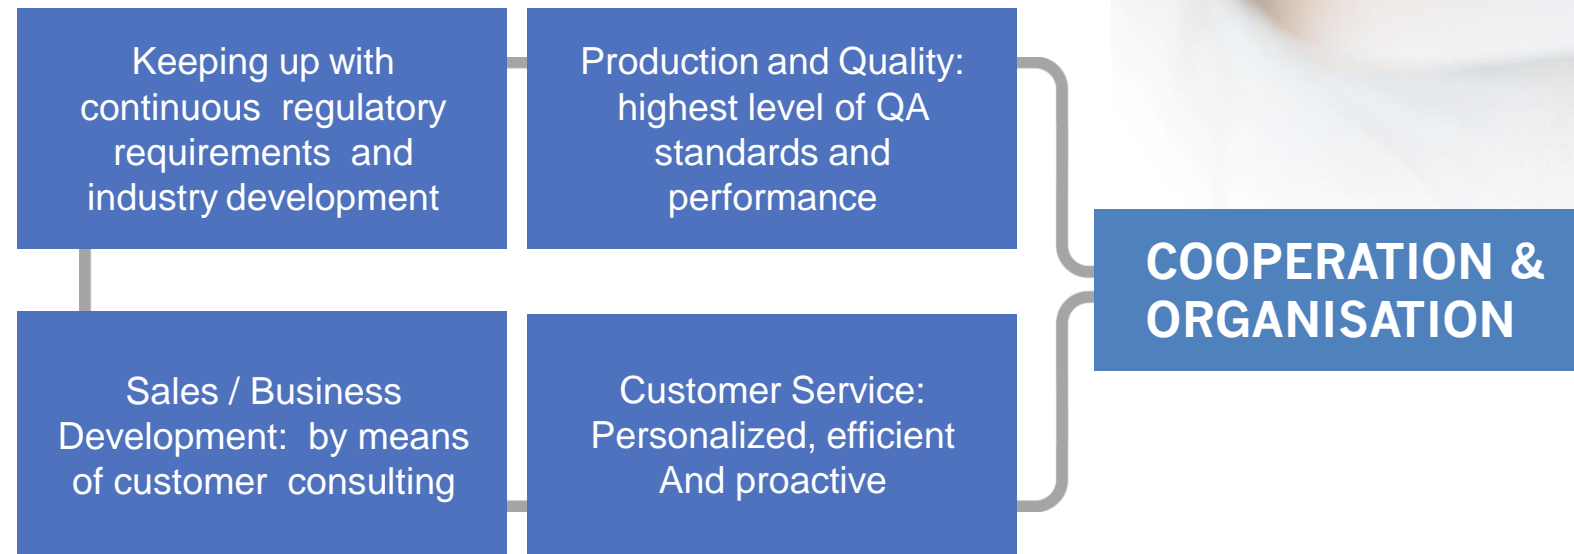 Keeping up with
continuous regulatory
requirements and
industry development
Production and Quality:
highest level of QA
standards and
performance
Sales / Business
Development: by means
of customer consulting
Customer Service:
Personalized, efficient
And proactive
COOPERATION &
ORGANISATION